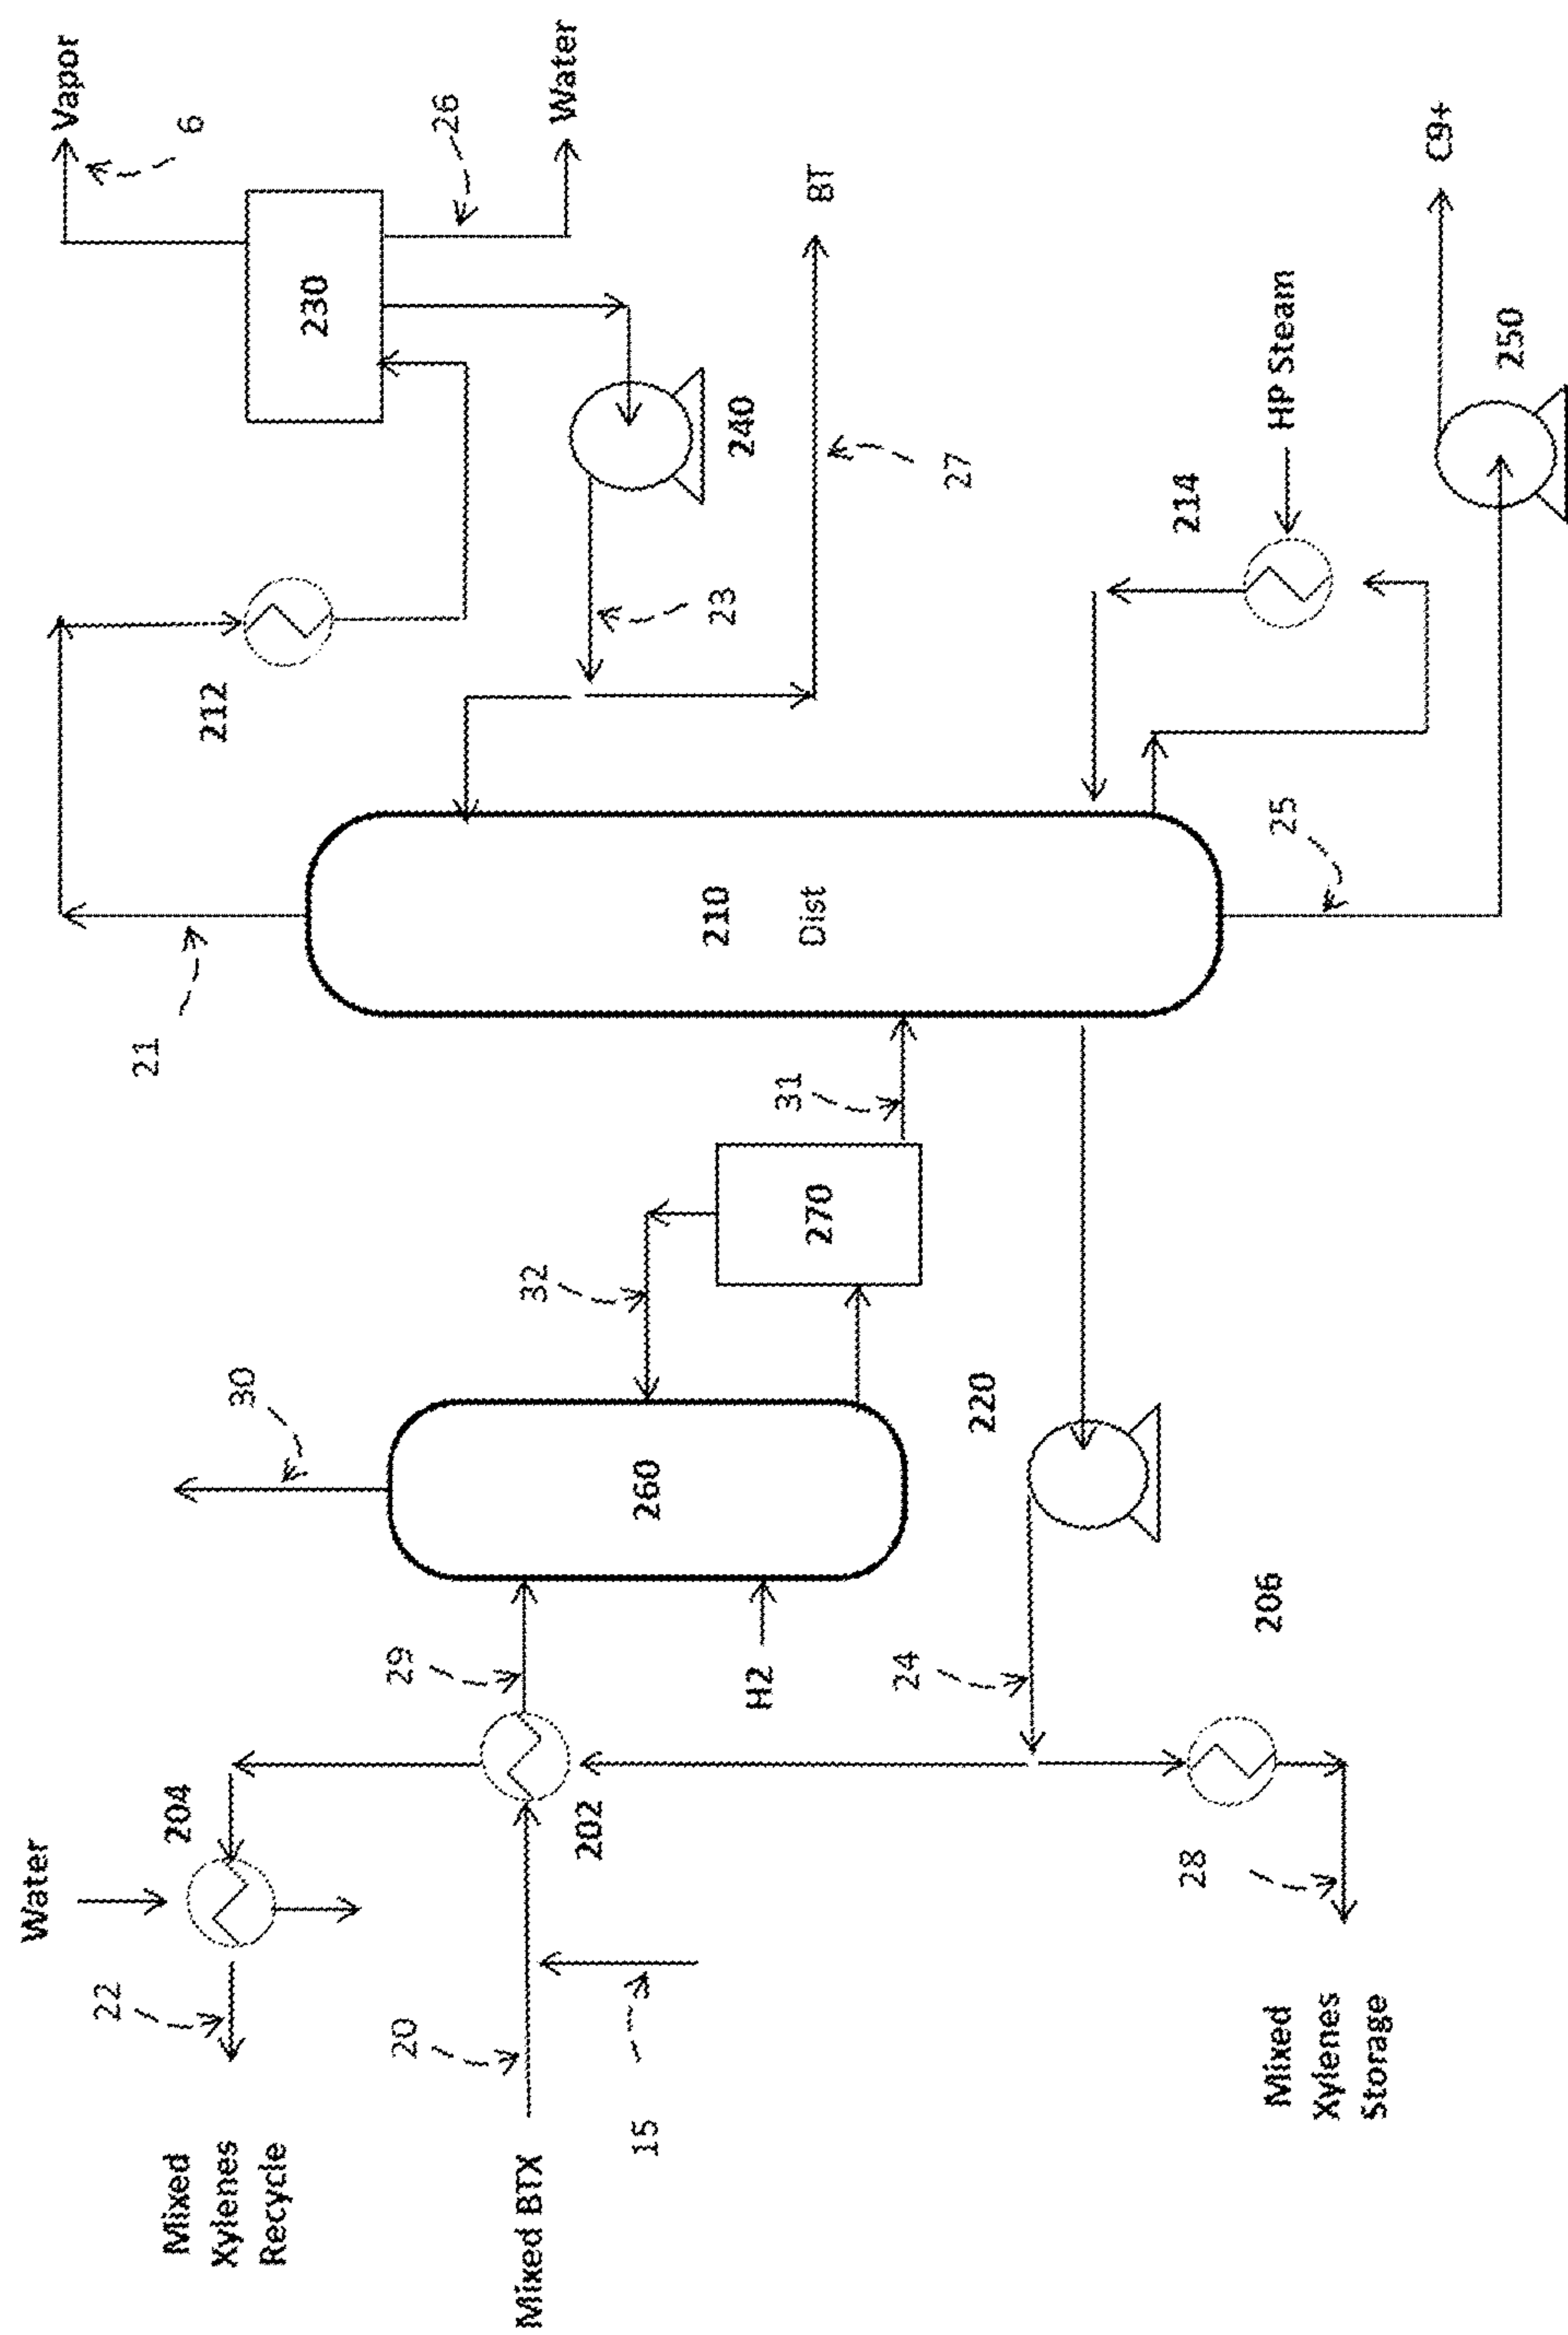 Vapor
6
26
Water
230
BT
C9+
HP Steam
250
240
27
214
23
212
25
210
Dist
21
31
270
32
30
220
260
206
29
H2
24
204
202
Water
28
22
20
15
Mixed
Xylenes
Recycle
Mixed BTX
Mixed
Xylenes
Storage